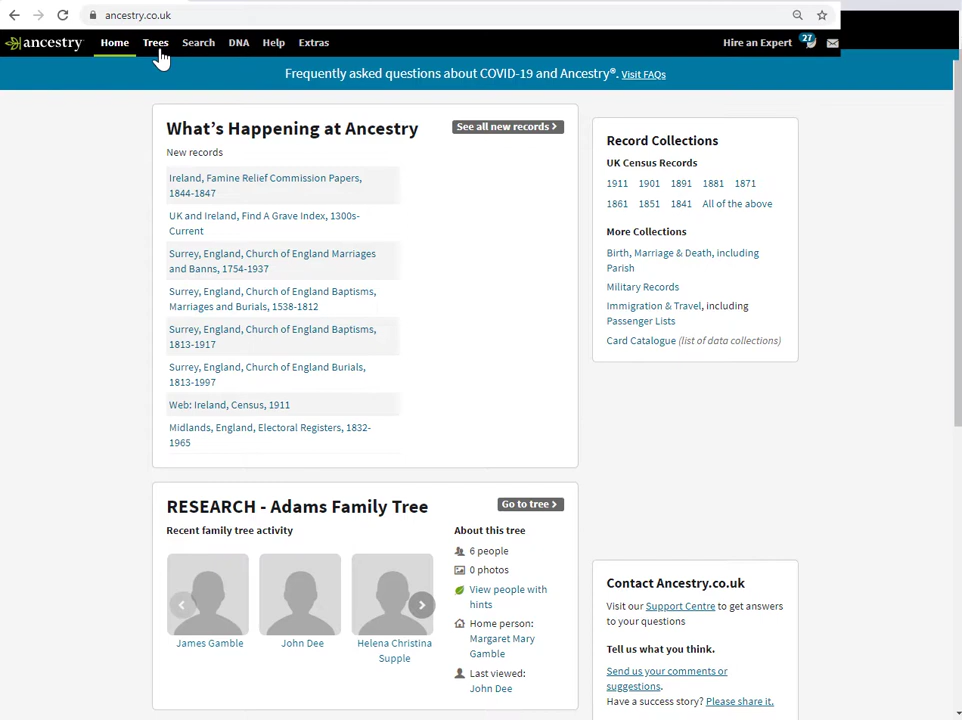 ancestry.co.uk
ancestry Home Trees Search DNA Help Extras Hire an Expert 27
Frequently asked questions about COVID-19 and Ancestry®. Visit FAQs
What's Happening at Ancestry
See all new records >
New records
Ireland, Famine Relief Commission Papers,
1844-1847
UK and Ireland, Find A Grave Index, 1300s-
Current
Surrey, England, Church of England Marriages
and Banns, 1754-1937
Surrey, England, Church of England Baptisms,
Marriages and Burials, 1538-1812
Surrey, England, Church of England Baptisms,
1813-1917
Surrey, England, Church of England Burials,
1813-1997
Web: Ireland, Census, 1911
Midlands, England, Electoral Registers, 1832-
1965
Record Collections
UK Census Records
1911 1901 1891 1881 1871
1861 1851 1841 All of the above
More Collections
Birth, Marriage & Death, including
Parish
Military Records
Immigration & Travel, including
Passenger Lists
Card Catalogue (list of data collections)
RESEARCH - Adams Family Tree
Go to tree >
Recent family tree activity
James Gamble
John Dee
Helena Christina
Supple
About this tree
6 people
0 photos
View people with
hints
Home person:
Margaret Mary
Gamble
Last viewed:
John Dee
Contact Ancestry.co.uk
Visit our Support Centre to get answers
to your questions
Tell us what you think.
Send us your comments or
suggestions.
Have a success story? Please share it.